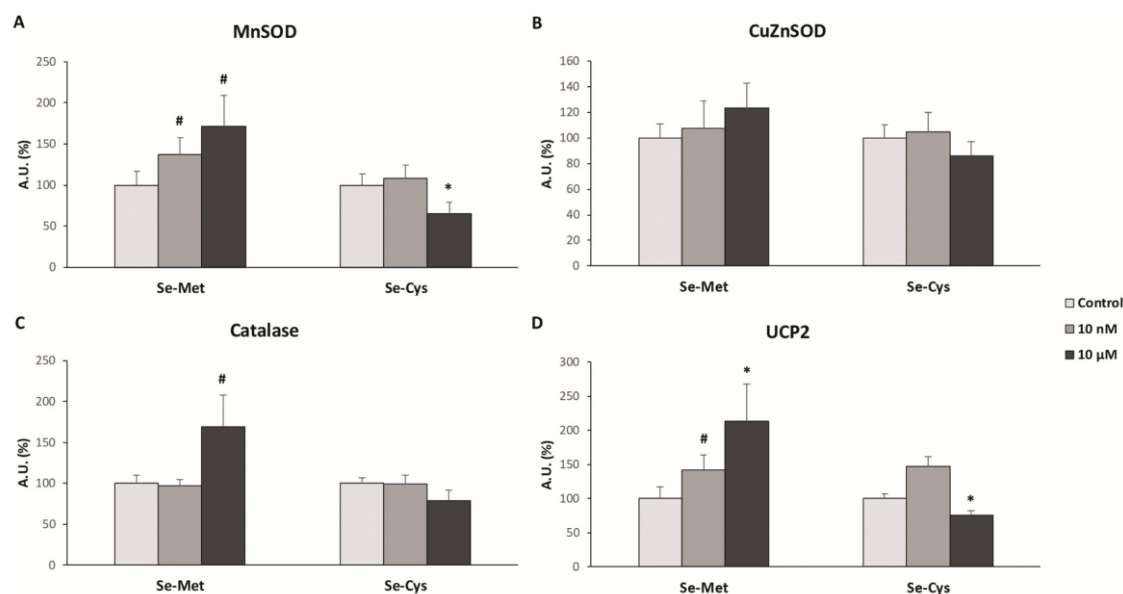 A
MnSOD
250
200
150
100
50
0
A.U. (%)
#
#
*
Se-Met
Se-Cys
B
CuZnSOD
160
140
120
100
80
60
40
20
0
A.U. (%)
Se-Met
Se-Cys
C
Catalase
250
200
150
100
50
0
A.U. (%)
#
Se-Met
Se-Cys
D
UCP2
300
250
200
150
100
50
0
A.U. (%)
#
*
*
Se-Met
Se-Cys
Control
10 nM
10 µM